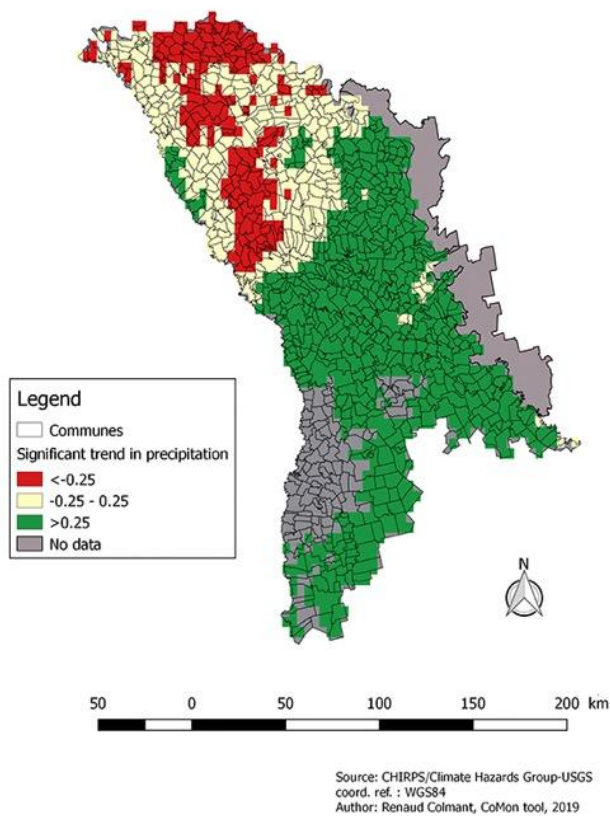 Legend
Communes
Significant trend in precipitation
<-0.25
-0.25 - 0.25
>0.25
No data
N
50 0 50 100 150 200 km
Source: CHIRPS/Climate Hazards Group-USGS
coord. ref. : WGS84
Author: Renaud Colmant, CoMon tool, 2019